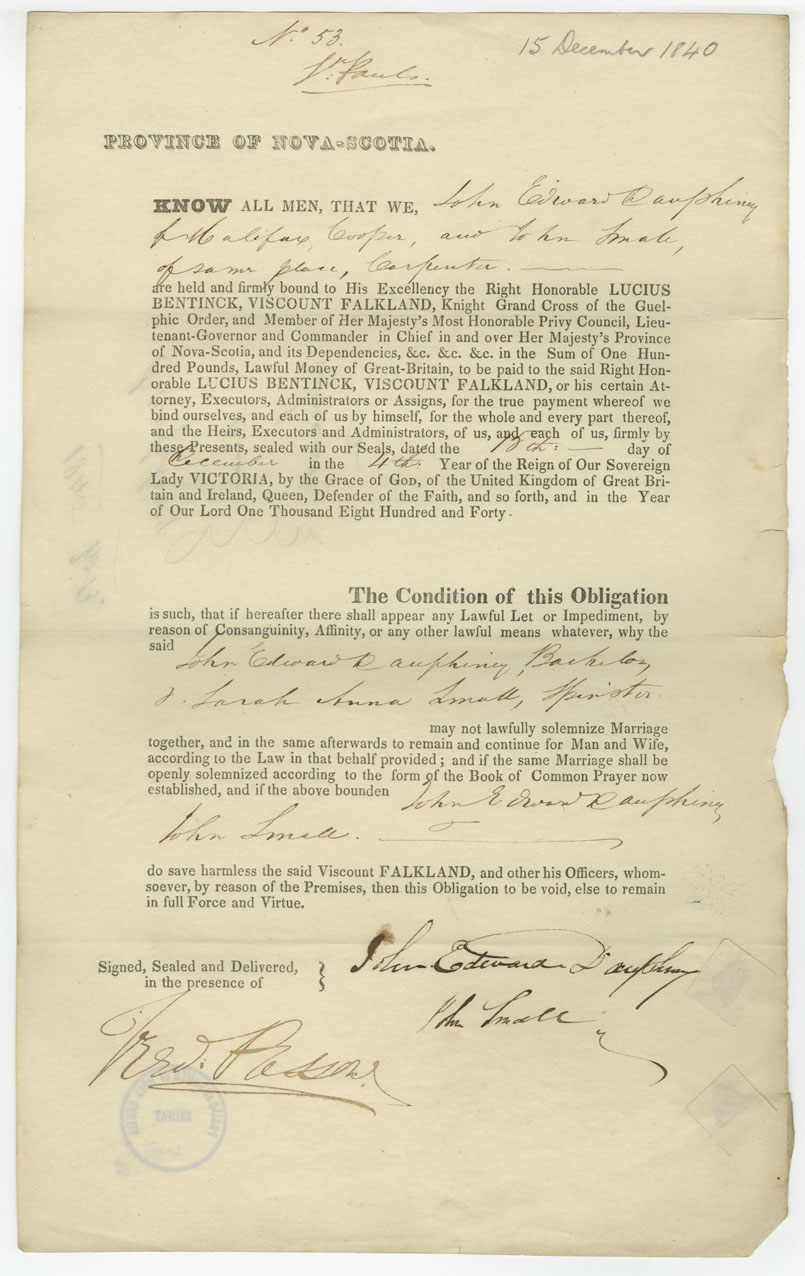 No. 53.
15 December 1840
St. Pauls.
PROVINCE OF NOVA-SCOTIA.
KNOW ALL MEN, THAT WE, John Edward Dauphiney
of Halifax, Cooper, and John Small,
of same place, Carpenter.
are held and firmly bound to His Excellency the Right Honorable LUCIUS
BENTINCK, VISCOUNT FALKLAND, Knight Grand Cross of the Guel-
phic Order, and Member of Her Majesty's Most Honorable Privy Council, Lieu-
tenant-Governor and Commander in Chief in and over Her Majesty's Province
of Nova-Scotia, and its Dependencies, &c. &c. &c. in the Sum of One Hun-
dred Pounds, Lawful Money of Great-Britain, to be paid to the said Right Hon-
orable LUCIUS BENTINCK, VISCOUNT FALKLAND, or his certain At-
torney, Executors, Administrators or Assigns, for the true payment whereof we
bind ourselves, and each of us by himself, for the whole and every part thereof,
and the Heirs, Executors and Administrators, of us, and each of us, firmly by
these Presents, sealed with our Seals, dated the 15th: day of
December in the 4th: Year of the Reign of Our Sovereign
Lady VICTORIA, by the Grace of God, of the United Kingdom of Great Bri-
tain and Ireland, Queen, Defender of the Faith, and so forth, and in the Year
of Our Lord One Thousand Eight Hundred and Forty.
The Condition of this Obligation
is such, that if hereafter there shall appear any Lawful Let or Impediment, by
reason of Consanguinity, Affinity, or any other lawful means whatever, why the
said John Edward Dauphiney, Bachelor,
& Sarah Anna Small, Spinster.
may not lawfully solemnize Marriage
together, and in the same afterwards to remain and continue for Man and Wife,
according to the Law in that behalf provided; and if the same Marriage shall be
openly solemnized according to the form of the Book of Common Prayer now
established, and if the above bounden John Edward Dauphiney
John Small.
do save harmless the said Viscount FALKLAND, and other his Officers, whom-
soever, by reason of the Premises, then this Obligation to be void, else to remain
in full Force and Virtue.
Signed, Sealed and Delivered,
in the presence of
John Edward Dauphiney
John Small